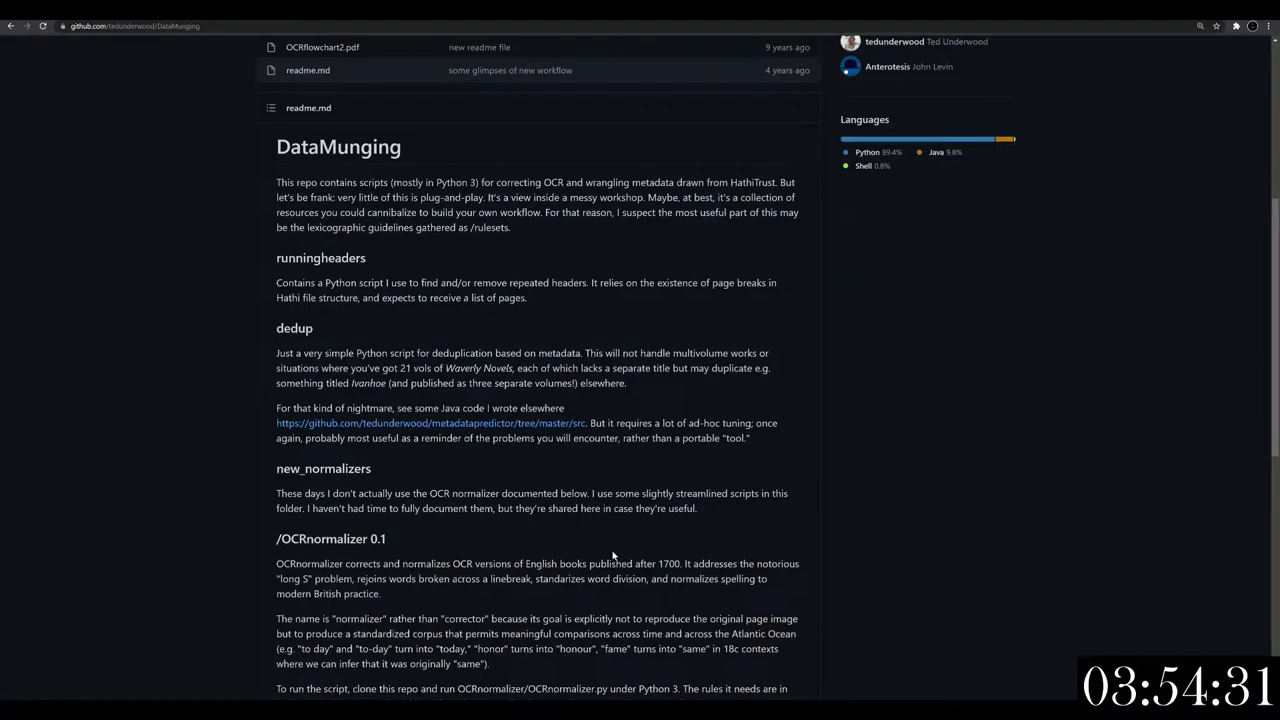 github.com/tedunderwood/DataMunging
OCRflowchart2.pdf new readme file 9 years ago
readme.md some glimpses of new workflow 4 years ago
tedunderwood Ted Underwood
Anterotesis John Levin
Languages
Python 89.4% Java 9.8%
Shell 0.8%
readme.md
DataMunging
This repo contains scripts (mostly in Python 3) for correcting OCR and wrangling metadata drawn from HathiTrust. But
let's be frank: very little of this is plug-and-play. It's a view inside a messy workshop. Maybe, at best, it's a collection of
resources you could cannibalize to build your own workflow. For that reason, I suspect the most useful part of this may
be the lexicographic guidelines gathered as /rulesets.
runningheaders
Contains a Python script I use to find and/or remove repeated headers. It relies on the existence of page breaks in
Hathi file structure, and expects to receive a list of pages.
dedup
Just a very simple Python script for deduplication based on metadata. This will not handle multivolume works or
situations where you've got 21 vols of Waverly Novels, each of which lacks a separate title but may duplicate e.g.
something titled Ivanhoe (and published as three separate volumes!) elsewhere.
For that kind of nightmare, see some Java code I wrote elsewhere
https://github.com/tedunderwood/metadatapredictor/tree/master/src. But it requires a lot of ad-hoc tuning; once
again, probably most useful as a reminder of the problems you will encounter, rather than a portable "tool."
new_normalizers
These days I don't actually use the OCR normalizer documented below. I use some slightly streamlined scripts in this
folder. I haven't had time to fully document them, but they're shared here in case they're useful.
/OCRnormalizer 0.1
OCRnormalizer corrects and normalizes OCR versions of English books published after 1700. It addresses the notorious
"long S" problem, rejoins words broken across a linebreak, standarizes word division, and normalizes spelling to
modern British practice.
The name is "normalizer" rather than "corrector" because its goal is explicitly not to reproduce the original page image
but to produce a standardized corpus that permits meaningful comparisons across time and across the Atlantic Ocean
(e.g. "to day" and "to-day" turn into "today," "honor" turns into "honour", "fame" turns into "same" in 18c contexts
where we can infer that it was originally "same").
To run the script, clone this repo and run OCRnormalizer/OCRnormalizer.py under Python 3. The rules it needs are in
03:54:31